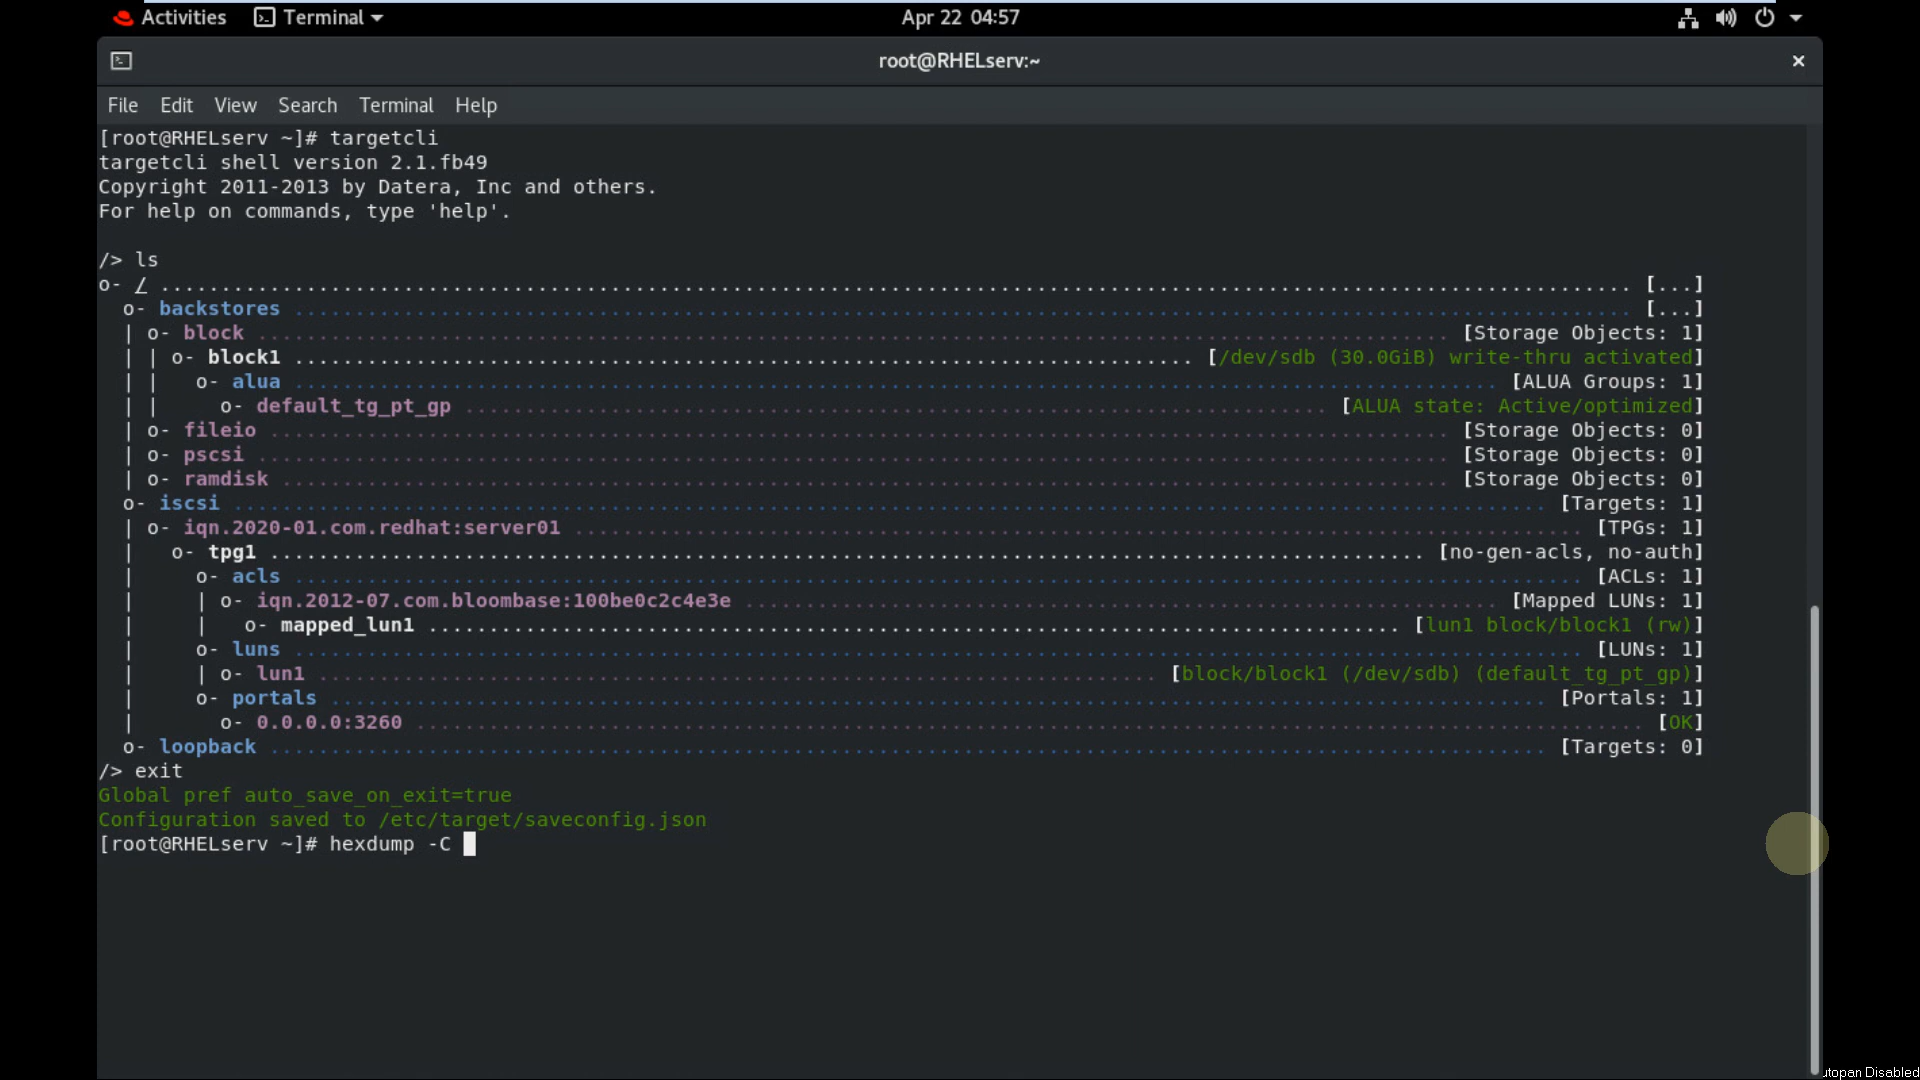 Activities Terminal Apr 22 04:57
root@RHELserv:~
File Edit View Search Terminal Help
[root@RHELserv ~]# targetcli
targetcli shell version 2.1.fb49
Copyright 2011-2013 by Datera, Inc and others.
For help on commands, type 'help'.
/> ls
o- / ......................................................................................................................... [...]
  o- backstores .............................................................................................................. [...]
  | o- block .................................................................................................. [Storage Objects: 1]
  | | o- block1 .......................................................................... [/dev/sdb (30.0GiB) write-thru activated]
  | |   o- alua ................................................................................................... [ALUA Groups: 1]
  | |     o- default_tg_pt_gp ....................................................................... [ALUA state: Active/optimized]
  | o- fileio ................................................................................................. [Storage Objects: 0]
  | o- pscsi .................................................................................................. [Storage Objects: 0]
  | o- ramdisk ................................................................................................ [Storage Objects: 0]
  o- iscsi ............................................................................................................ [Targets: 1]
  | o- iqn.2020-01.com.redhat:server01 ................................................................................... [TPGs: 1]
  |   o- tpg1 ............................................................................................... [no-gen-acls, no-auth]
  |     o- acls .......................................................................................................... [ACLs: 1]
  |     | o- iqn.2012-07.com.bloombase:100be0c2c4e3e .............................................................. [Mapped LUNs: 1]
  |     |   o- mapped_lun1 ................................................................................ [lun1 block/block1 (rw)]
  |     o- luns .......................................................................................................... [LUNs: 1]
  |     | o- lun1 ..................................................................... [block/block1 (/dev/sdb) (default_tg_pt_gp)]
  |     o- portals .................................................................................................... [Portals: 1]
  |       o- 0.0.0.0:3260 ..................................................................................................... [OK]
  o- loopback ......................................................................................................... [Targets: 0]
/> exit
Global pref auto_save_on_exit=true
Configuration saved to /etc/target/saveconfig.json
[root@RHELserv ~]# hexdump -C
utopan Disabled